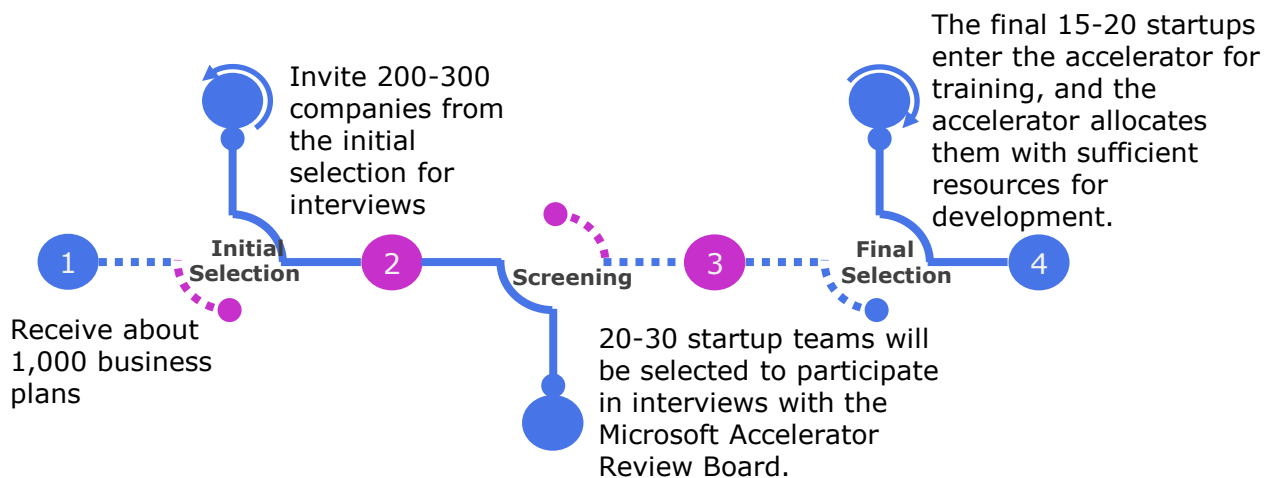 1
Receive about
1,000 business
plans
Initial
Selection
Invite 200-300
companies from
the initial
selection for
interviews
2
Screening
20-30 startup teams will
be selected to participate
in interviews with the
Microsoft Accelerator
Review Board.
3
Final
Selection
The final 15-20 startups
enter the accelerator for
training, and the
accelerator allocates
them with sufficient
resources for
development.
4